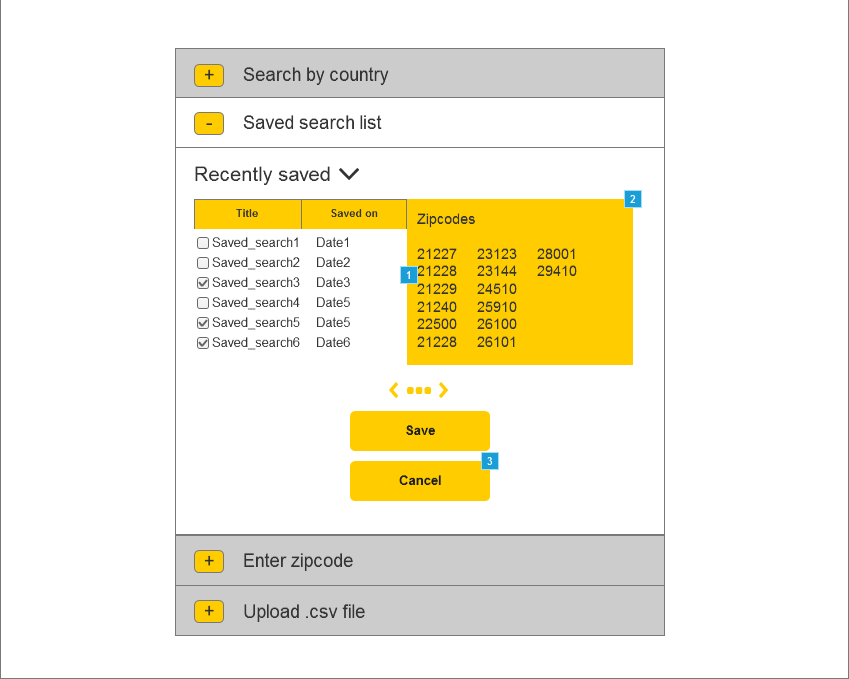 + Search by country
- Saved search list
Recently saved
Title Saved on
Saved_search1 Date1
Saved_search2 Date2
Saved_search3 Date3
Saved_search4 Date5
Saved_search5 Date5
Saved_search6 Date6
2
Zipcodes
21227 23123 28001
1
21228 23144 29410
21229 24510
21240 25910
22500 26100
21228 26101
Save
3
Cancel
+ Enter zipcode
+ Upload .csv file